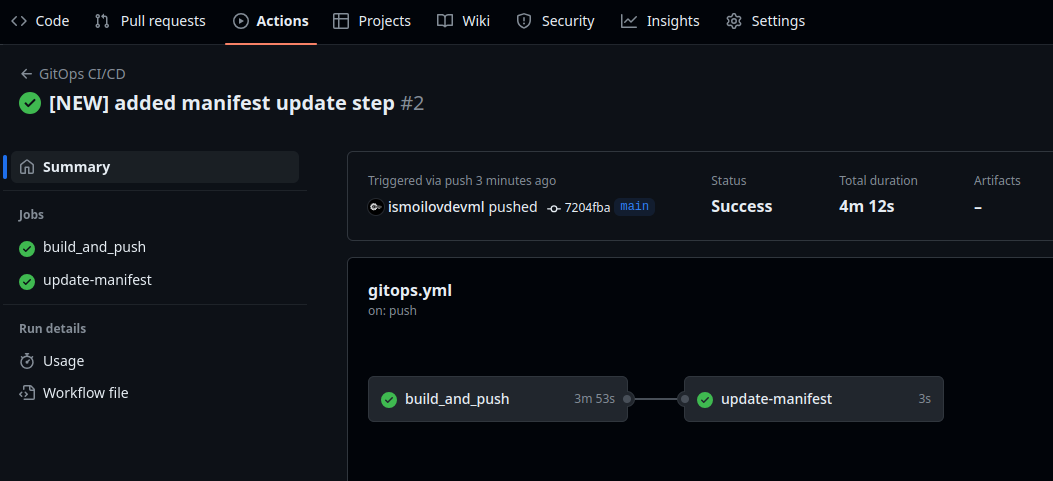 Code Pull requests Actions Projects Wiki Security Insights Settings
GitOps CI/CD
[NEW] added manifest update step #2
Summary
Jobs
build_and_push
update-manifest
Run details
Usage
Workflow file
Triggered via push 3 minutes ago
ismoilovdevml pushed 7204fba main
Status
Success
Total duration
4m 12s
Artifacts
–
gitops.yml
on: push
build_and_push 3m 53s
update-manifest 3s